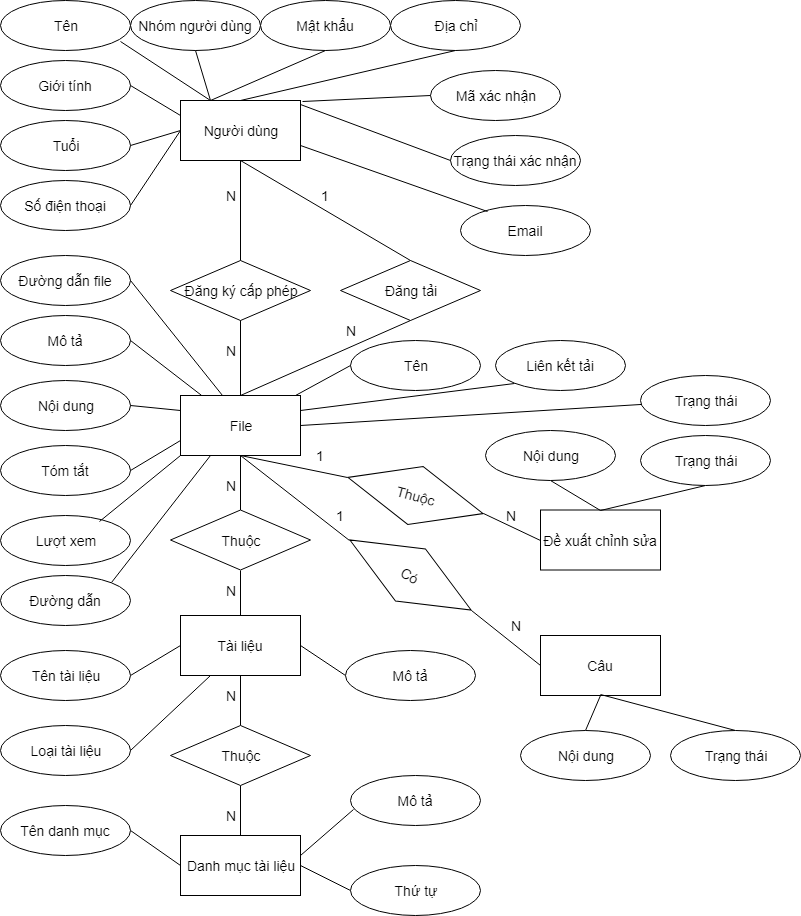 Tên
Nhóm người dùng
Mật khẩu
Địa chỉ
Giới tính
Mã xác nhận
Người dùng
Tuổi
Trạng thái xác nhận
Số điện thoại
N
1
Email
Đường dẫn file
Đăng ký cấp phép
Đăng tải
Mô tả
N
N
Tên
Liên kết tải
Nội dung
Trạng thái
File
1
Nội dung
Trạng thái
Tóm tắt
N
Thuộc
1
N
Lượt xem
Thuộc
Đề xuất chỉnh sửa
Có
Đường dẫn
N
N
Tài liệu
Câu
Tên tài liệu
Mô tả
N
Loại tài liệu
Thuộc
Nội dung
Trạng thái
Mô tả
N
Tên danh mục
Danh mục tài liệu
Thứ tự